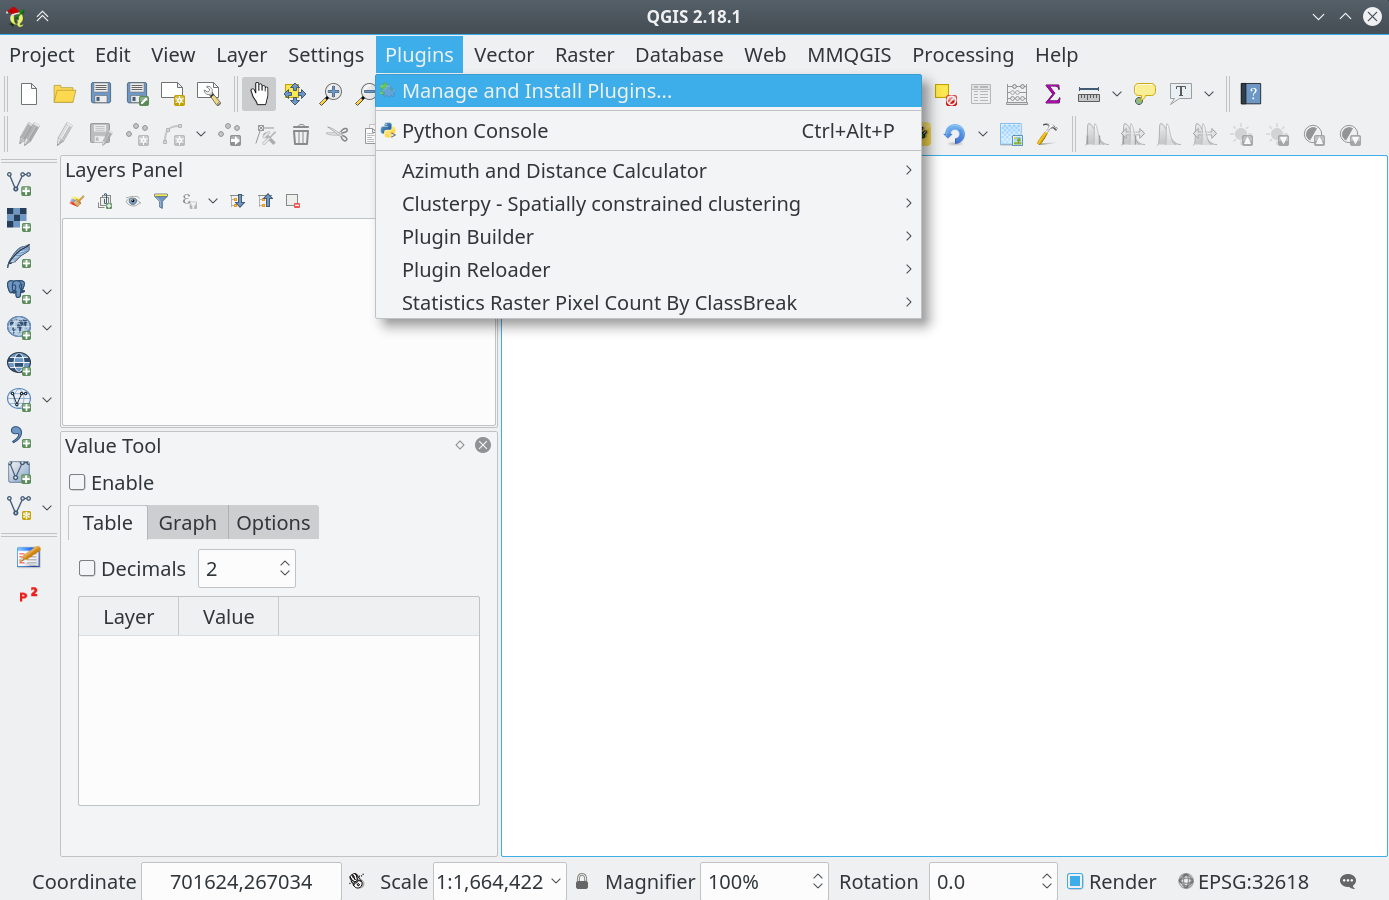 QGIS 2.18.1
Project Edit View Layer Settings Plugins Vector Raster Database Web MMQGIS Processing Help
Manage and Install Plugins...
Python Console Ctrl+Alt+P
Azimuth and Distance Calculator
Clusterpy - Spatially constrained clustering
Plugin Builder
Plugin Reloader
Statistics Raster Pixel Count By ClassBreak
Layers Panel
Value Tool
Enable
Table Graph Options
Decimals 2
Layer Value
P 2
Coordinate 701624,267034 Scale 1:1,664,422 Magnifier 100% Rotation 0.0 Render EPSG:32618